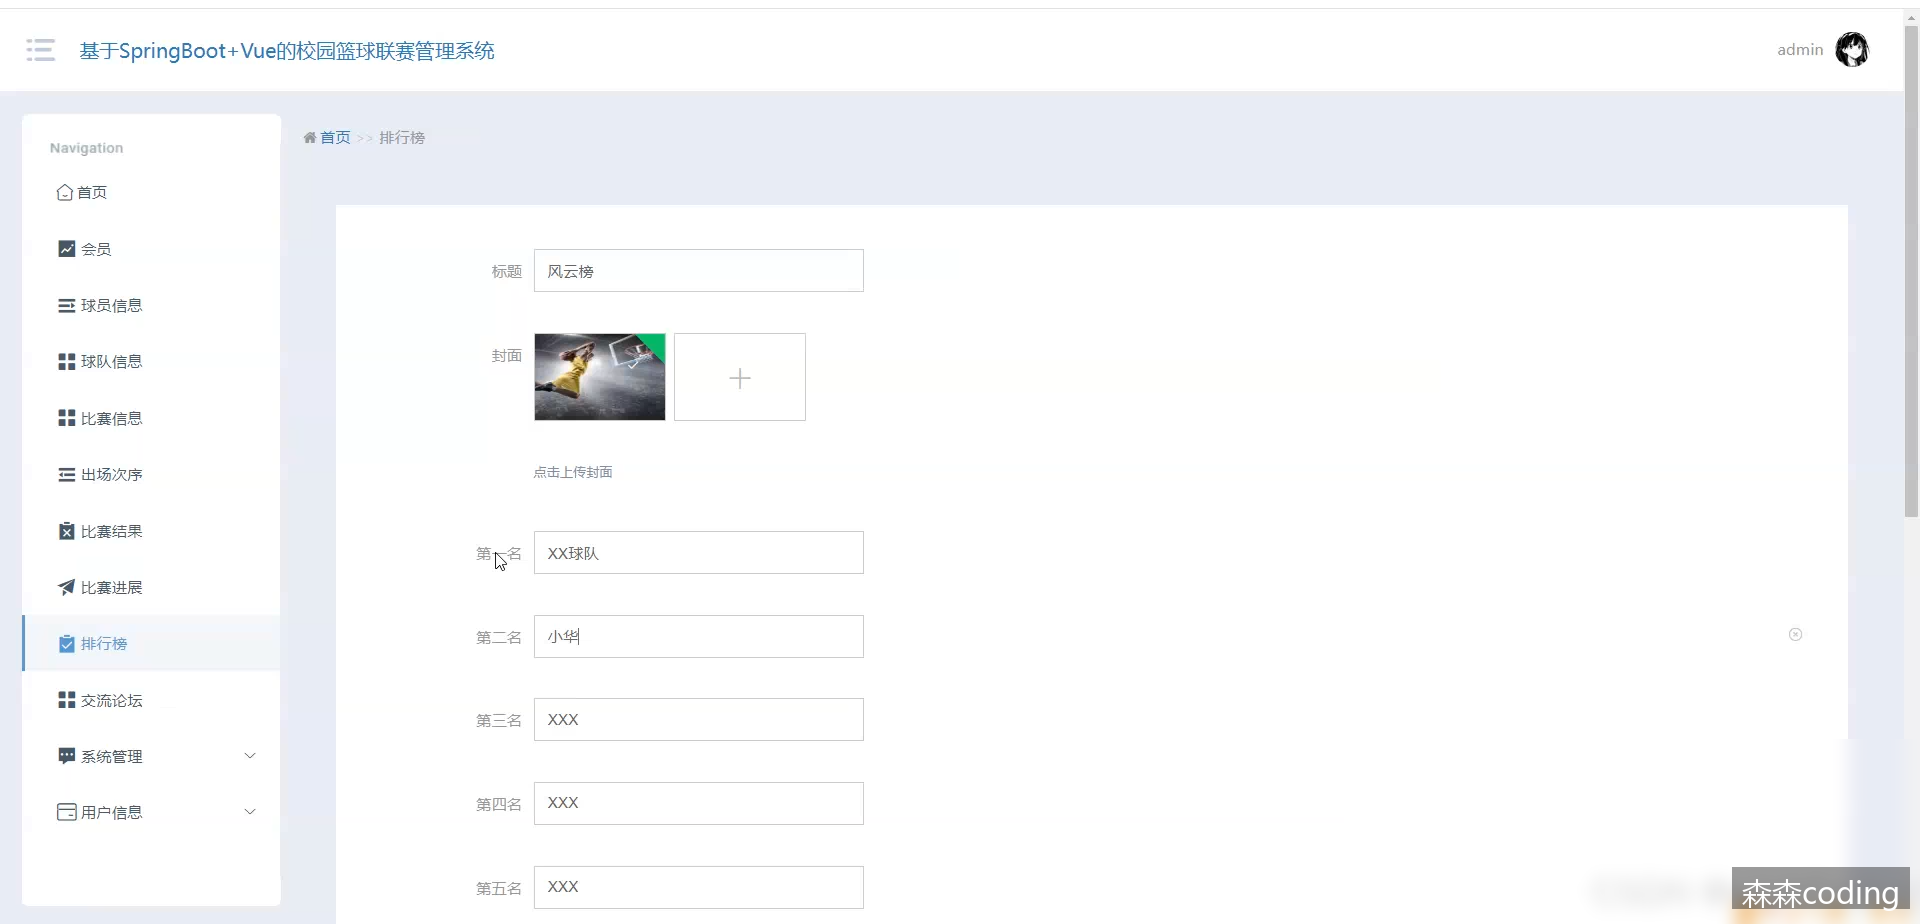 基于SpringBoot+Vue的校园篮球联赛管理系统
admin
Navigation
首页
会员
球员信息
球队信息
比赛信息
出场次序
比赛结果
比赛进展
排行榜
交流论坛
系统管理
用户信息
首页 >> 排行榜
标题 风云榜
封面
点击上传封面
第一名 XX球队
第二名 小华
第三名 XXX
第四名 XXX
第五名 XXX
森森coding